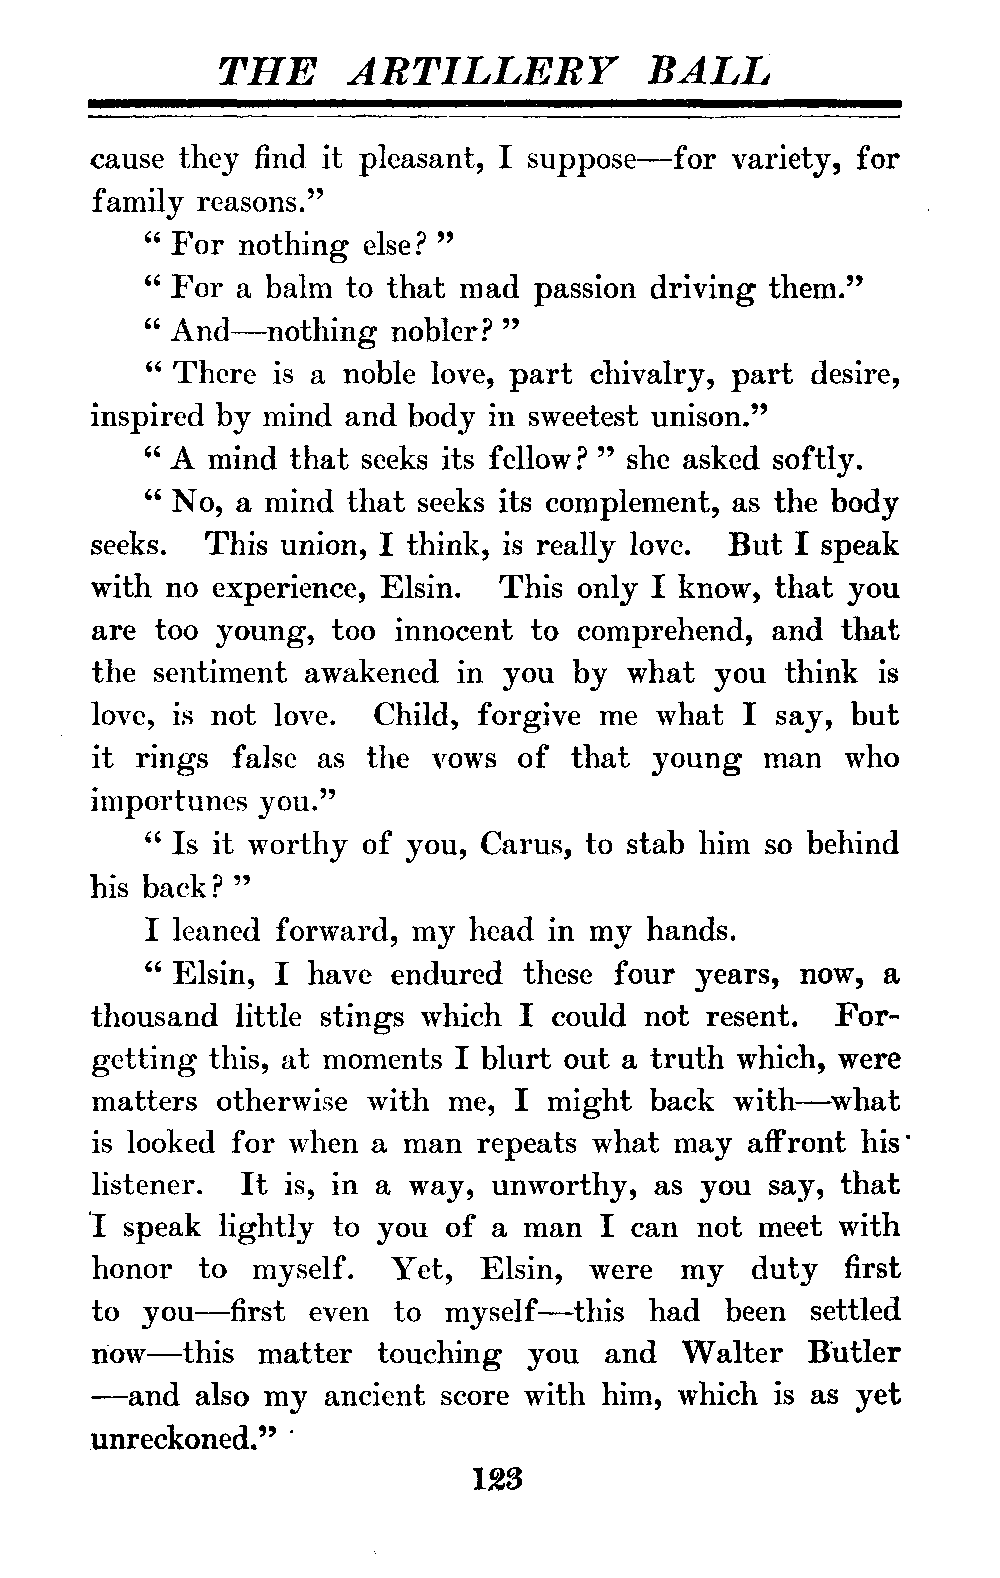 THE ARTILLERY BALL
cause they find it pleasant, I suppose—for variety, for
family reasons.”
“ For nothing else? ”
“ For a balm to that mad passion driving them.”
“ And—nothing nobler? ”
“ There is a noble love, part chivalry, part desire,
inspired by mind and body in sweetest unison.”
“ A mind that seeks its fellow? ” she asked softly.
“ No, a mind that seeks its complement, as the body
seeks. This union, I think, is really love. But I speak
with no experience, Elsin. This only I know, that you
are too young, too innocent to comprehend, and that
the sentiment awakened in you by what you think is
love, is not love. Child, forgive me what I say, but
it rings false as the vows of that young man who
importunes you.”
“ Is it worthy of you, Carus, to stab him so behind
his back? ”
I leaned forward, my head in my hands.
“ Elsin, I have endured these four years, now, a
thousand little stings which I could not resent. For-
getting this, at moments I blurt out a truth which, were
matters otherwise with me, I might back with—what
is looked for when a man repeats what may affront his
listener. It is, in a way, unworthy, as you say, that
I speak lightly to you of a man I can not meet with
honor to myself. Yet, Elsin, were my duty first
to you—first even to myself—this had been settled
now—this matter touching you and Walter Butler
—and also my ancient score with him, which is as yet
unreckoned.”
123